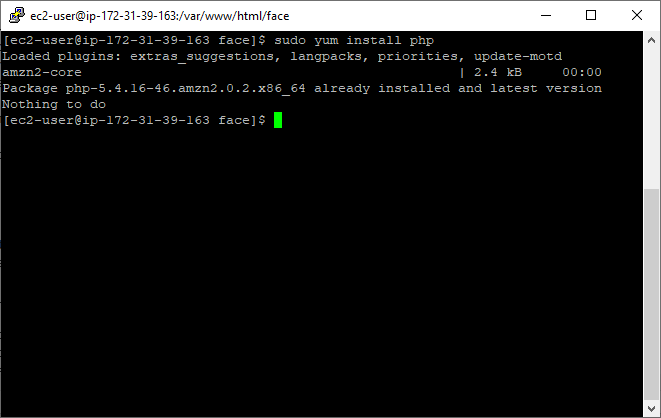 ec2-user@ip-172-31-39-163:/var/www/html/face
[ec2-user@ip-172-31-39-163 face]$ sudo yum install php
Loaded plugins: extras_suggestions, langpacks, priorities, update-motd
amzn2-core | 2.4 kB 00:00
Package php-5.4.16-46.amzn2.0.2.x86_64 already installed and latest version
Nothing to do
[ec2-user@ip-172-31-39-163 face]$